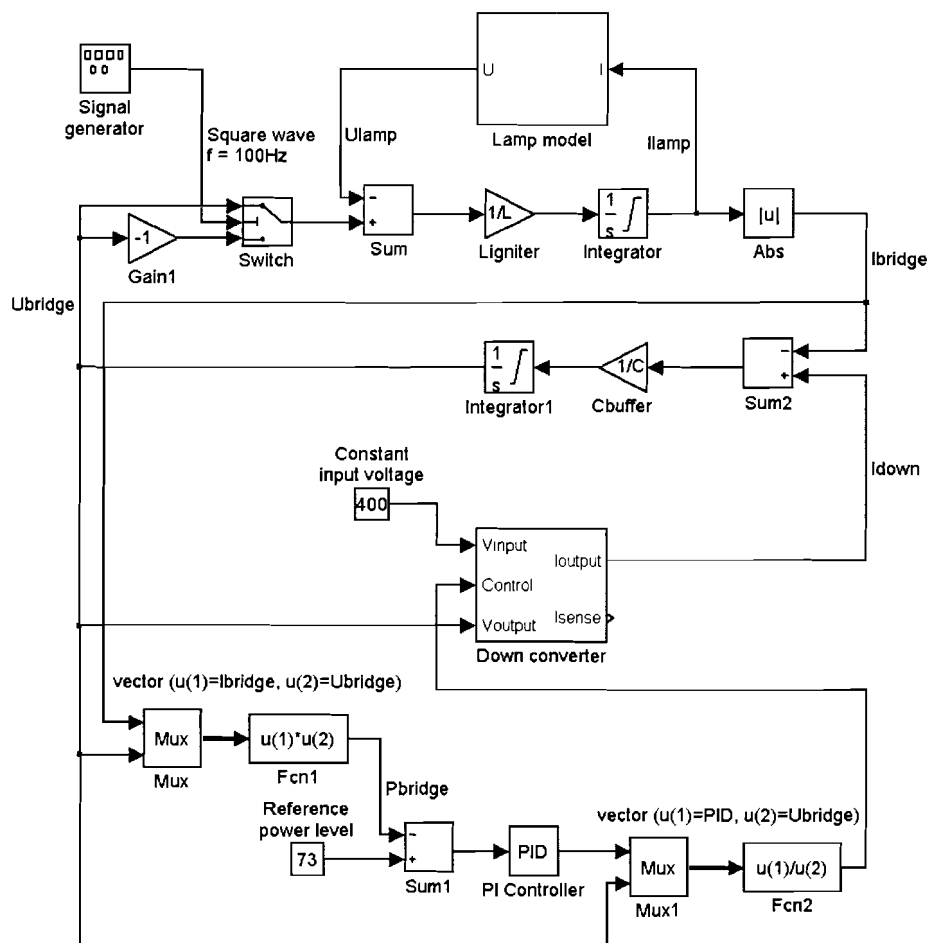 U
I
Lamp model
Signal
generator
Square wave
f = 100Hz
Ulamp
Ilamp
-
+
Sum
1/L
Ligniter
1
s
Integrator
|u|
Abs
-1
Gain1
Switch
Ibridge
Ubridge
1
s
Integrator1
1/C
Cbuffer
-
+
Sum2
Idown
Constant
input voltage
400
Vinput
Control
Voutput
Ioutput
Isense
Down converter
vector (u(1)=Ibridge, u(2)=Ubridge)
Mux
Mux
u(1)*u(2)
Fcn1
Pbridge
Reference
power level
73
-
+
Sum1
PID
PI Controller
vector (u(1)=PID, u(2)=Ubridge)
Mux
Mux1
u(1)/u(2)
Fcn2